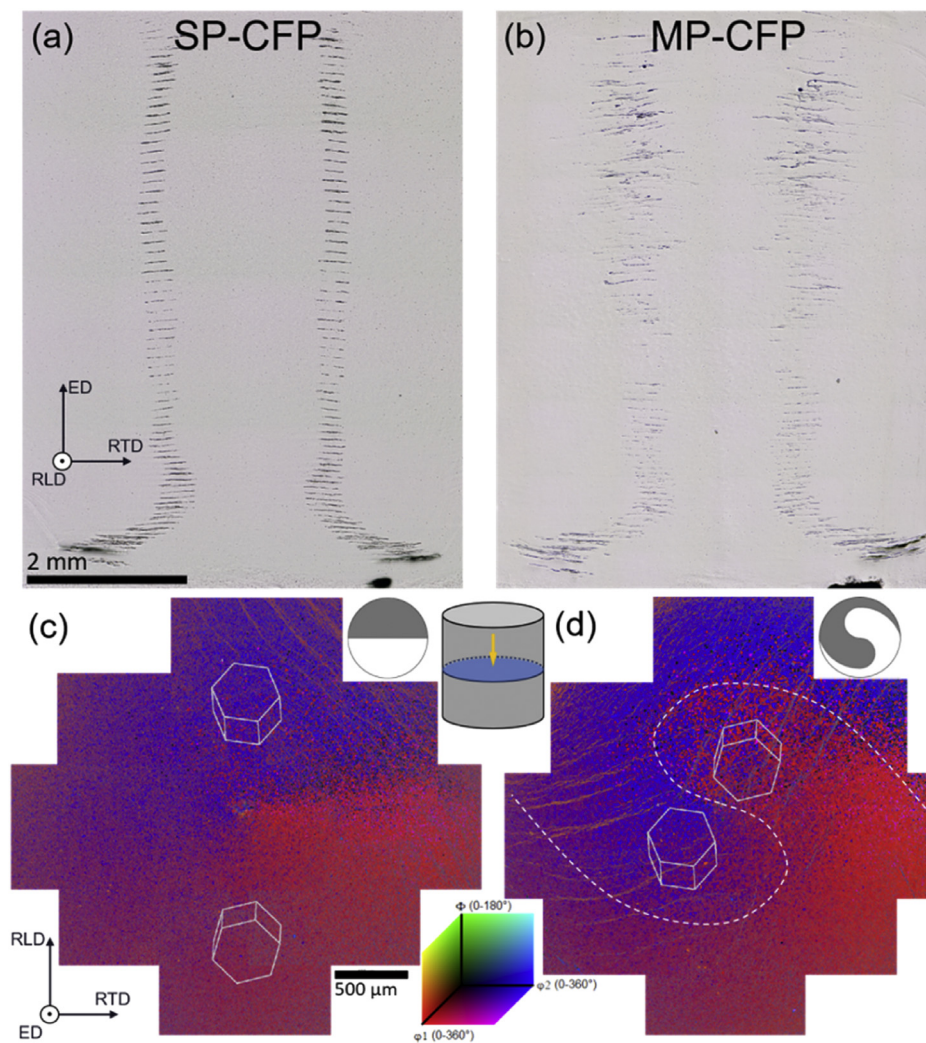 (a) SP-CFP
(b) MP-CFP
ED
RTD
RLD
2 mm
(c)
(d)
Φ (0-180°)
φ2 (0-360°)
φ1 (0-360°)
RLD
RTD
ED
500 μm